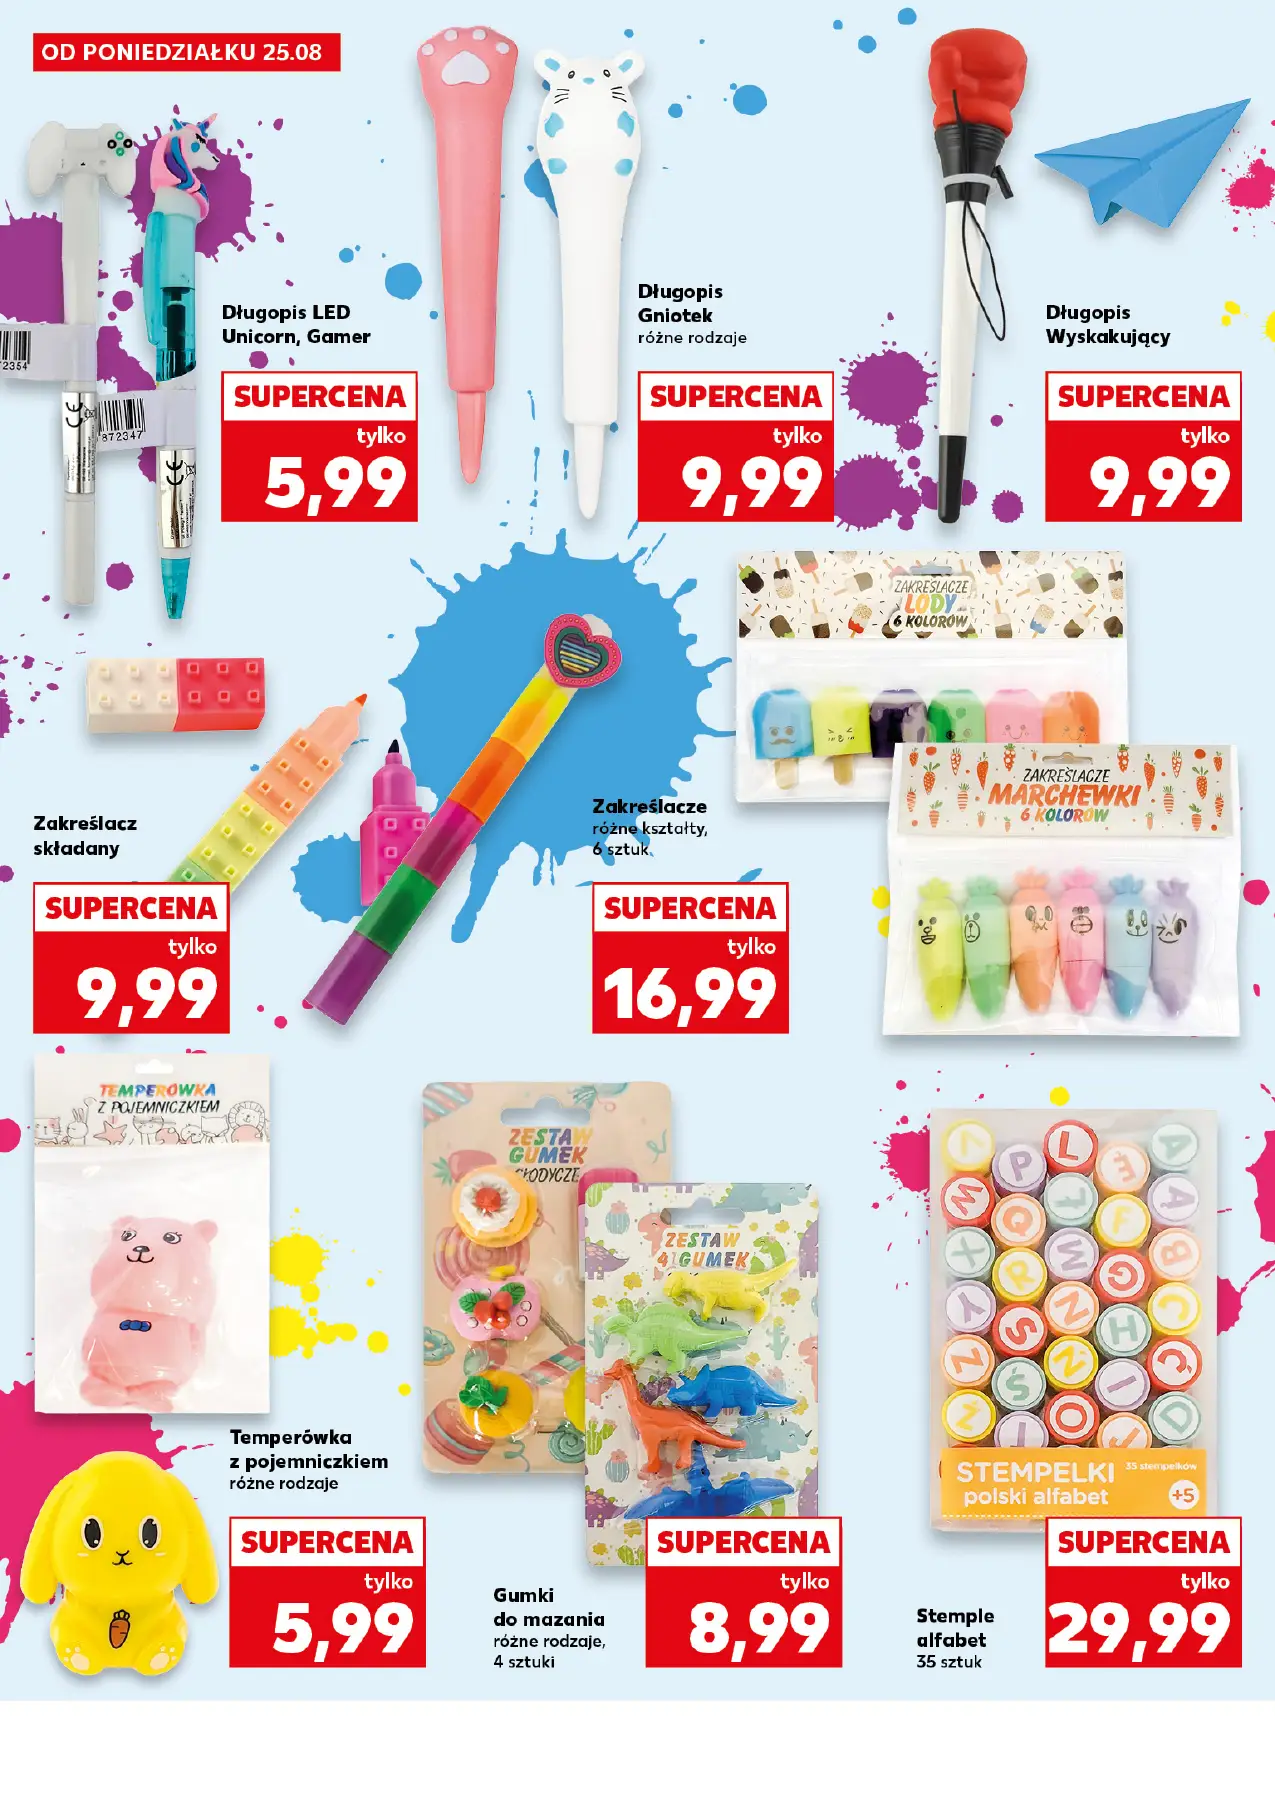 OD PONIEDZIAŁKU 25.08
Długopis LED
Unicorn, Gamer
SUPERCENA
tylko
5,99
2354
872347
CE
CE
Długopis
Gniotek
różne rodzaje
SUPERCENA
tylko
9,99
Długopis
Wyskakujący
SUPERCENA
tylko
9,99
Zakreślacz
składany
SUPERCENA
tylko
9,99
Zakreślacze
różne kształty,
6 sztuk
SUPERCENA
tylko
16,99
ZAKREŚLACZE
LODY
6 KOLORÓW
ZAKREŚLACZE
MARCHEWKI
6 KOLORÓW
TEMPERÓWKA
Z POJEMNICZKIEM
Temperówka
z pojemniczkiem
różne rodzaje
SUPERCENA
tylko
5,99
ZESTAW
GUMEK
SŁODYCZE
ZESTAW
4 GUMEK
Gumki
do mazania
różne rodzaje,
4 sztuki
SUPERCENA
tylko
8,99
STEMPELKI
35 stempelków
polski alfabet
+5
Stemple
alfabet
35 sztuk
SUPERCENA
tylko
29,99